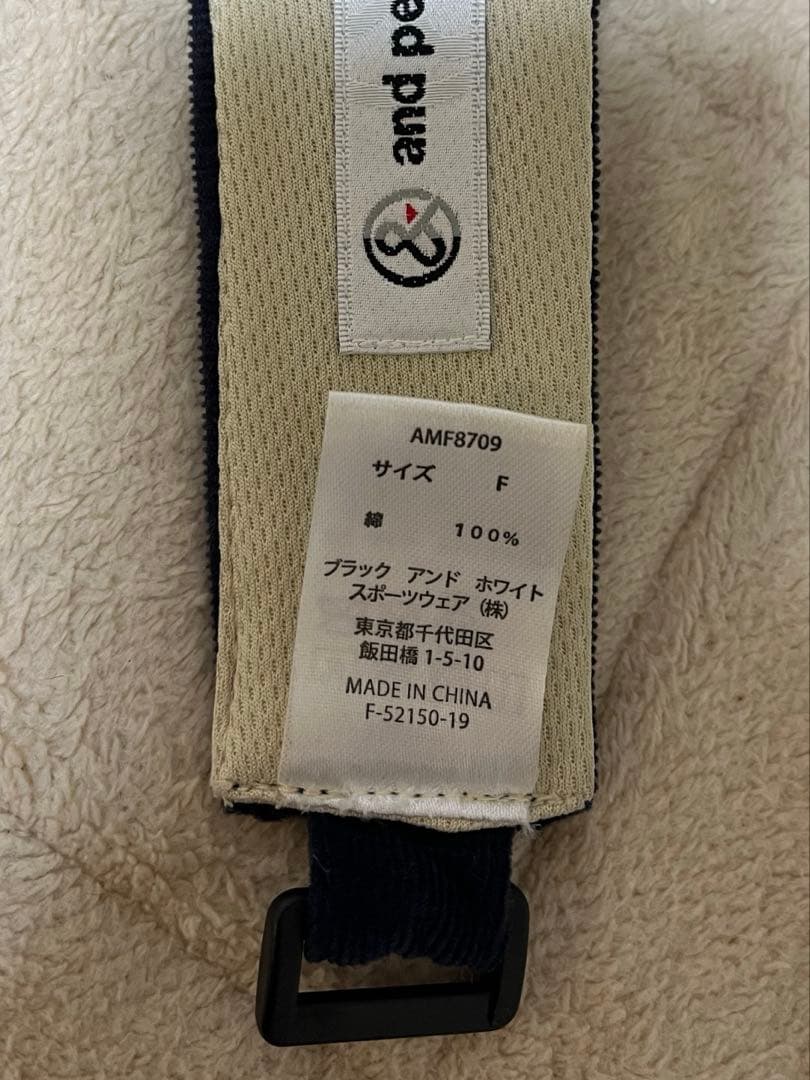 and pe
AMF8709
サイズ F
綿 100%
ブラック アンド ホワイト
スポーツウェア (株)
東京都千代田区
飯田橋 1-5-10
MADE IN CHINA
F-52150-19